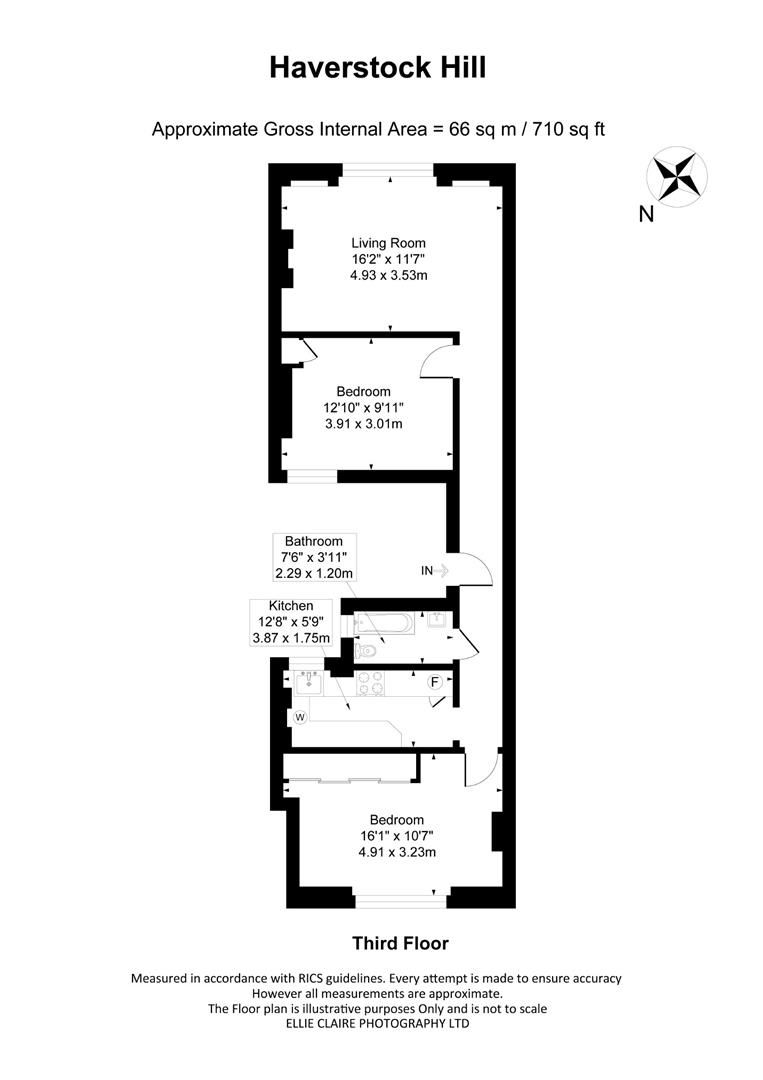 Haverstock Hill
Approximate Gross Internal Area = 66 sq m / 710 sq ft
N
Living Room
16'2" x 11'7"
4.93 x 3.53m
Bedroom
12'10" x 9'11"
3.91 x 3.01m
Bathroom
7'6" x 3'11"
2.29 x 1.20m
IN
Kitchen
12'8" x 5'9"
3.87 x 1.75m
F
W
Bedroom
16'1" x 10'7"
4.91 x 3.23m
Third Floor
Measured in accordance with RICS guidelines. Every attempt is made to ensure accuracy
However all measurements are approximate.
The Floor plan is illustrative purposes Only and is not to scale
ELLIE CLAIRE PHOTOGRAPHY LTD